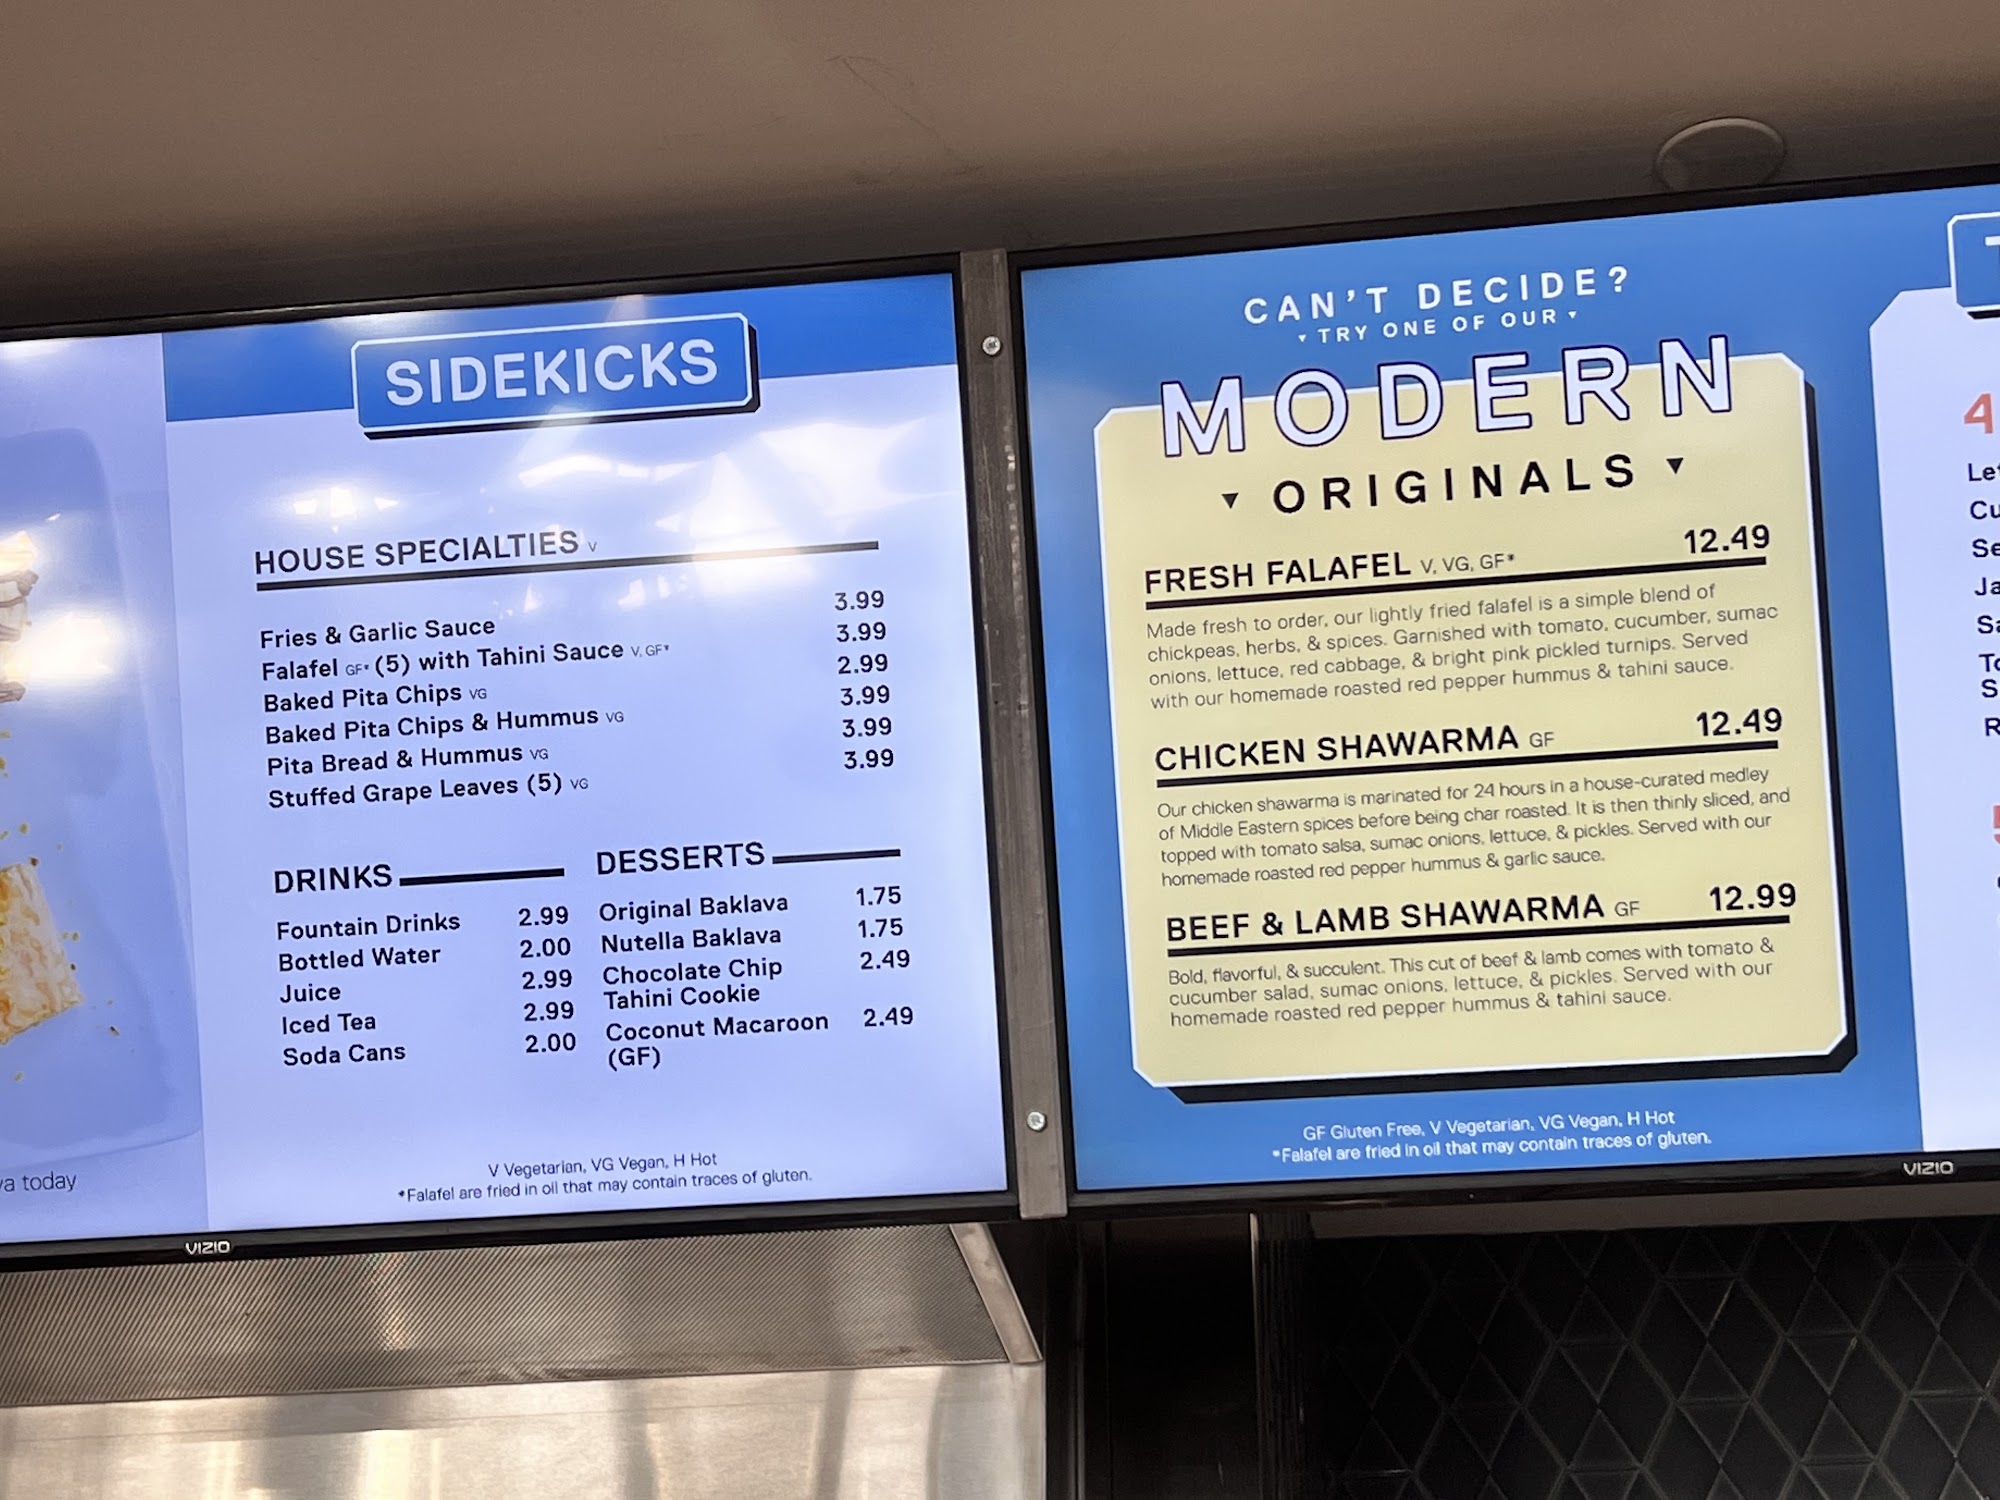 SIDEKICKS
HOUSE SPECIALTIES V
Fries & Garlic Sauce 3.99
Falafel GF* (5) with Tahini Sauce V, GF* 3.99
Baked Pita Chips VG 2.99
Baked Pita Chips & Hummus VG 3.99
Pita Bread & Hummus VG 3.99
Stuffed Grape Leaves (5) VG 3.99
DRINKS
Fountain Drinks 2.99
Bottled Water 2.00
Juice 2.99
Iced Tea 2.99
Soda Cans 2.00
DESSERTS
Original Baklava 1.75
Nutella Baklava 1.75
Chocolate Chip 2.49
Tahini Cookie
Coconut Macaroon 2.49
(GF)
V Vegetarian, VG Vegan, H Hot
*Falafel are fried in oil that may contain traces of gluten.
today
VIZIO
CAN'T DECIDE?
TRY ONE OF OUR
MODERN
ORIGINALS
FRESH FALAFEL V, VG, GF* 12.49
Made fresh to order, our lightly fried falafel is a simple blend of
chickpeas, herbs, & spices. Garnished with tomato, cucumber, sumac
onions, lettuce, red cabbage, & bright pink pickled turnips. Served
with our homemade roasted red pepper hummus & tahini sauce.
CHICKEN SHAWARMA GF 12.49
Our chicken shawarma is marinated for 24 hours in a house-curated medley
of Middle Eastern spices before being char roasted. It is then thinly sliced, and
topped with tomato salsa, sumac onions, lettuce, & pickles. Served with our
homemade roasted red pepper hummus & garlic sauce.
BEEF & LAMB SHAWARMA GF 12.99
Bold, flavorful, & succulent. This cut of beef & lamb comes with tomato &
cucumber salad, sumac onions, lettuce, & pickles. Served with our
homemade roasted red pepper hummus & tahini sauce.
GF Gluten Free, V Vegetarian, VG Vegan, H Hot
*Falafel are fried in oil that may contain traces of gluten.
VIZIO
4